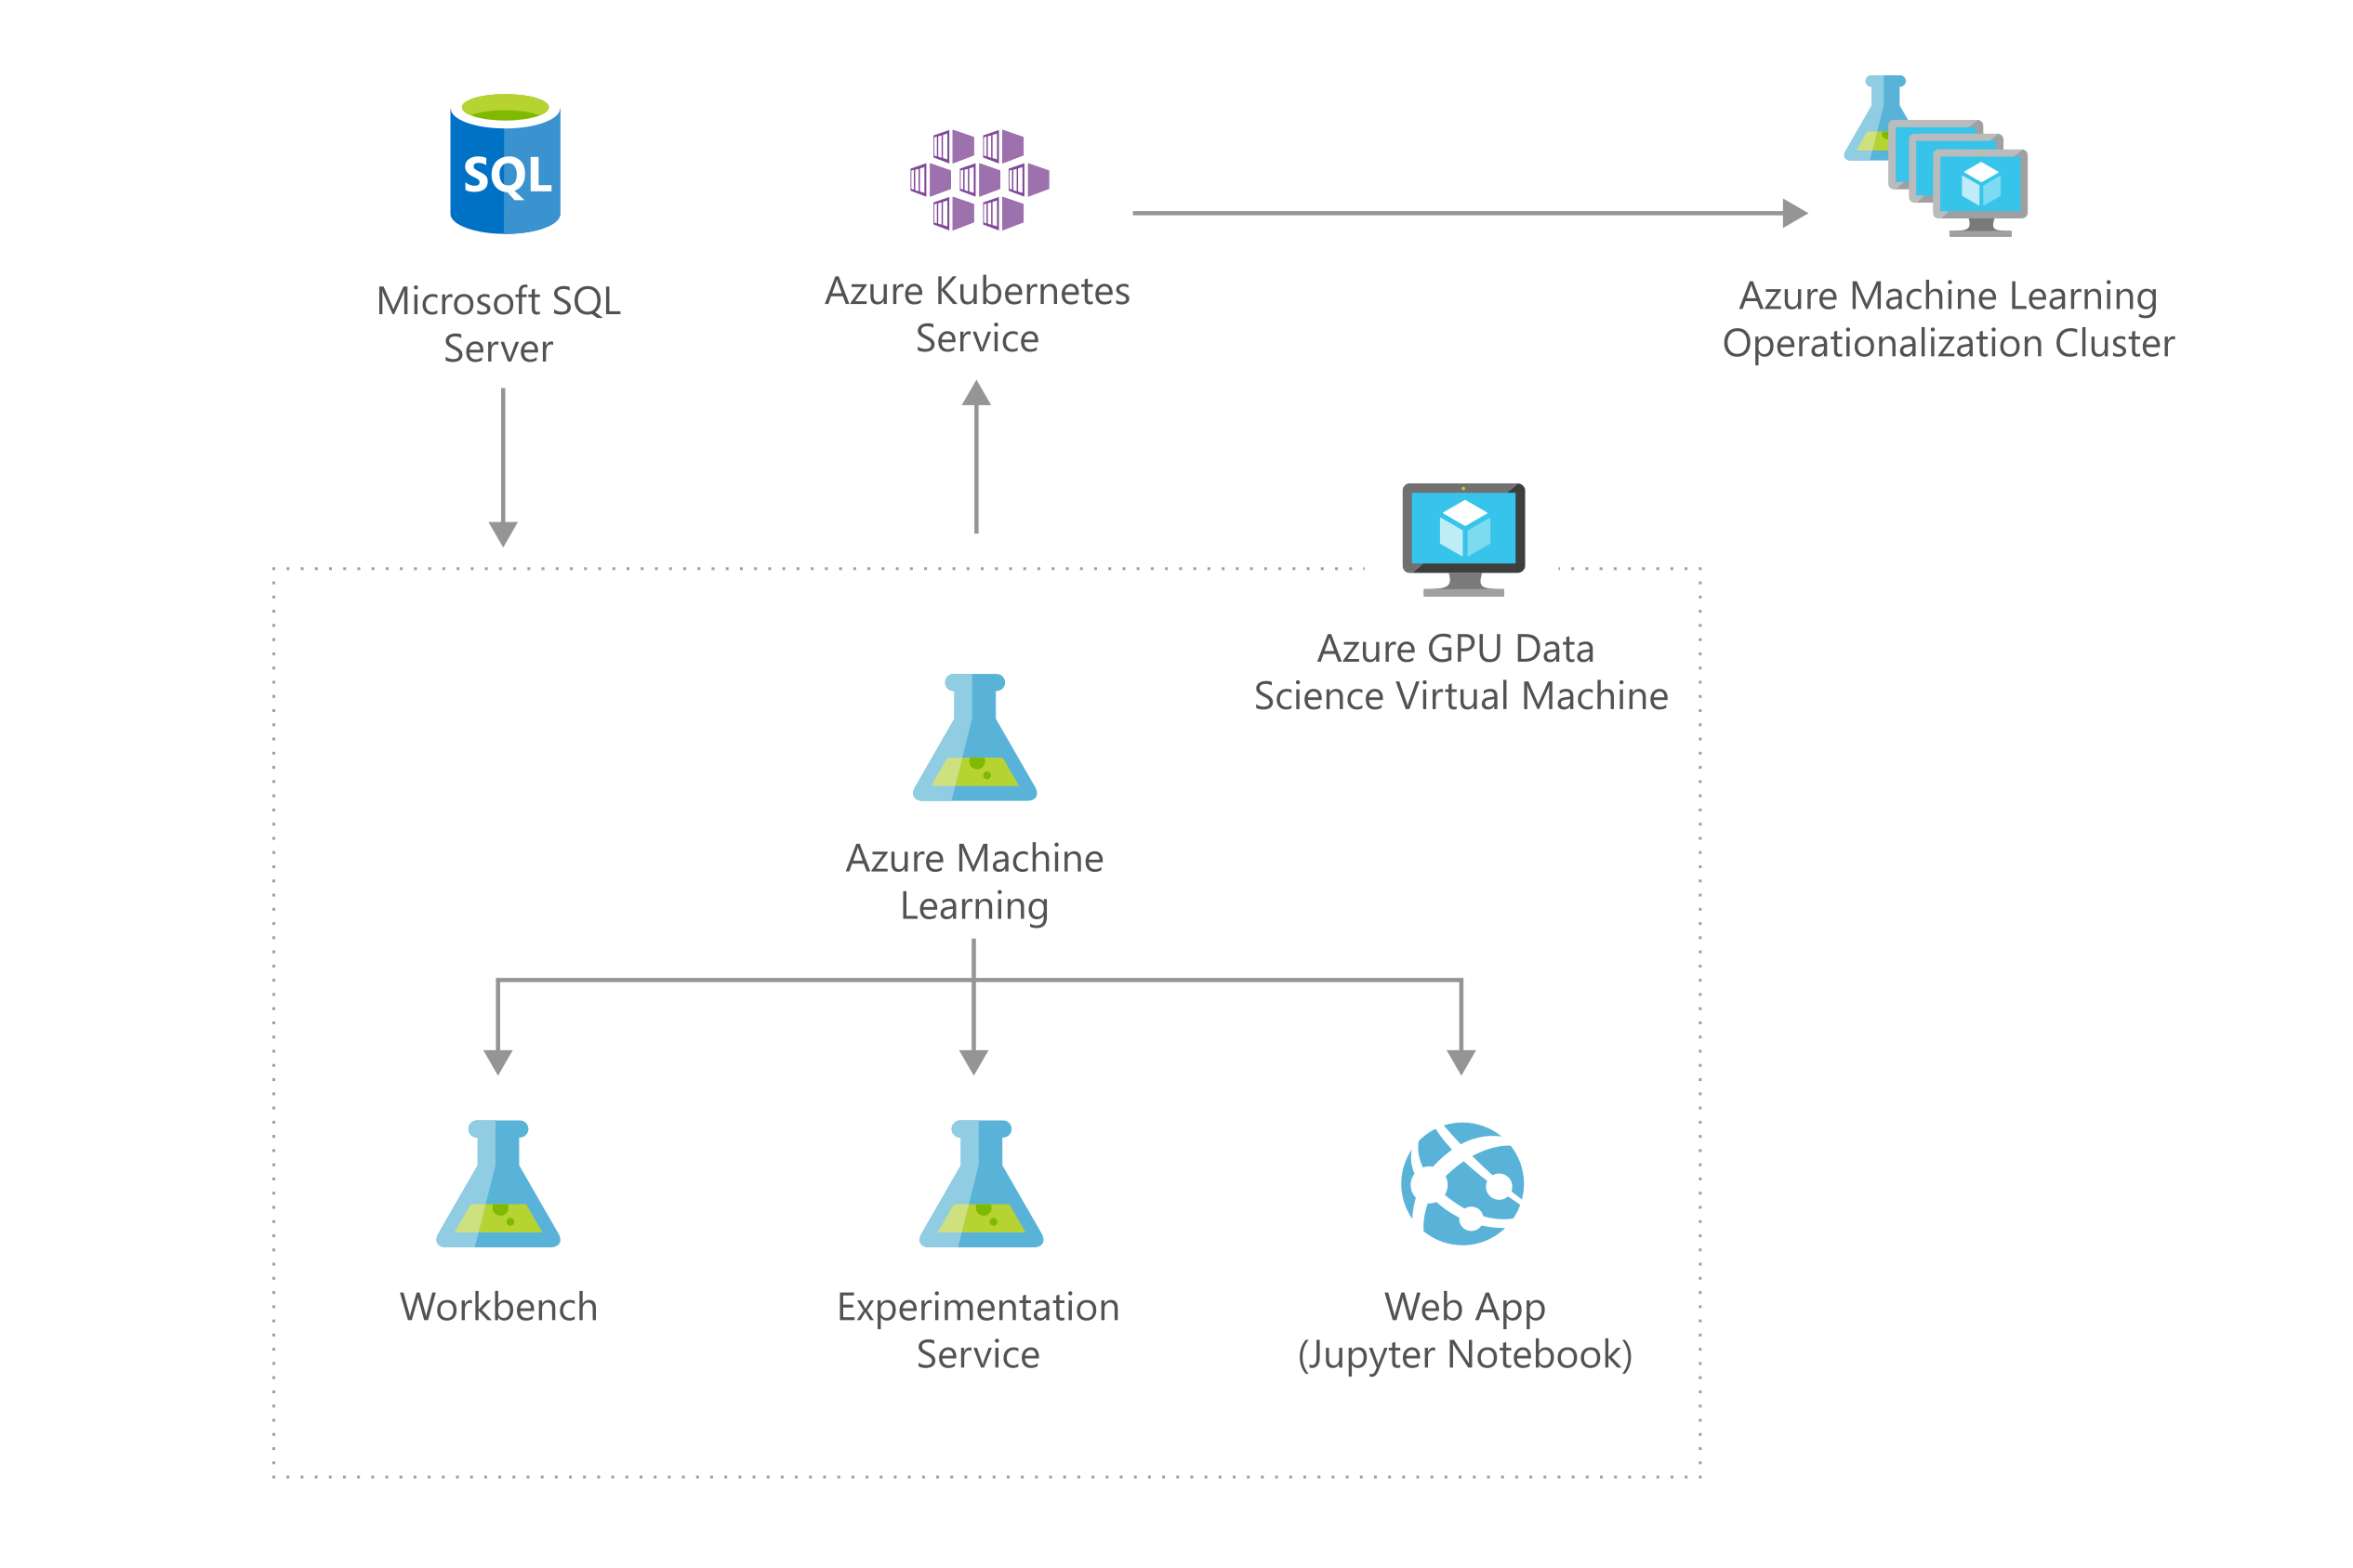 SQL
Microsoft SQL
Server
Azure Kubernetes
Service
Azure Machine Learning
Operationalization Cluster
Azure GPU Data
Science Virtual Machine
Azure Machine
Learning
Workbench
Experimentation
Service
Web App
(Jupyter Notebook)